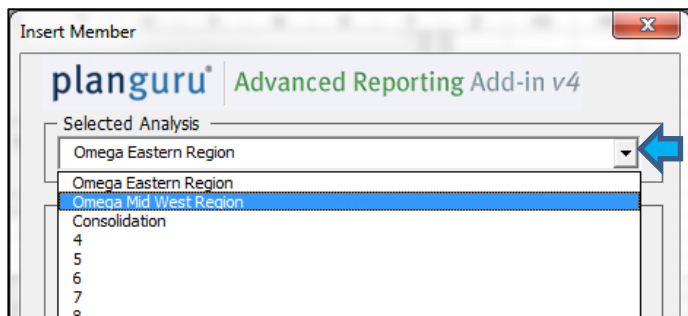 Insert Member
planguru Advanced Reporting Add-in v4
Selected Analysis
Omega Eastern Region
Omega Eastern Region
Omega Mid West Region
Consolidation
4
5
6
7
8